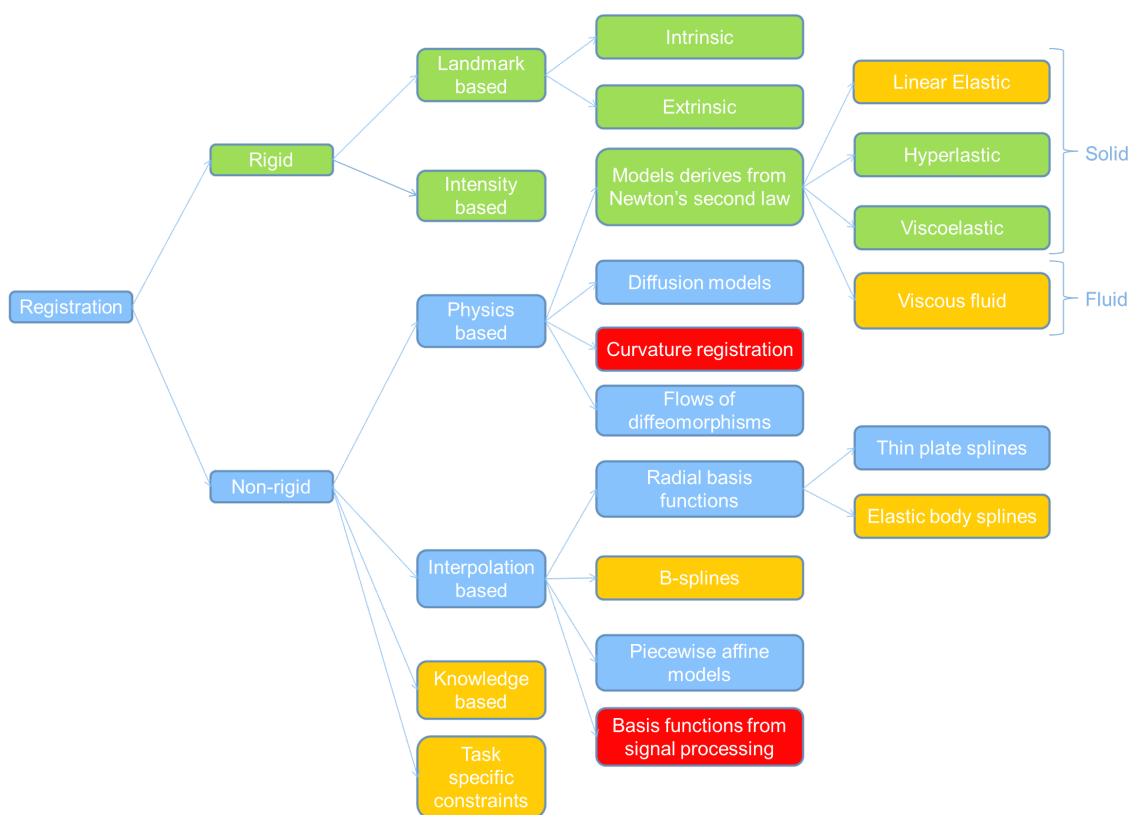 Registration
Rigid
Non-rigid
Landmark
based
Intensity
based
Physics
based
Interpolation
based
Knowledge
based
Task
specific
constraints
Intrinsic
Extrinsic
Models derives from
Newton's second law
Diffusion models
Curvature registration
Flows of
diffeomorphisms
Radial basis
functions
B-splines
Piecewise affine
models
Basis functions from
signal processing
Linear Elastic
Hyperlastic
Viscoelastic
Viscous fluid
Thin plate splines
Elastic body splines
Solid
Fluid